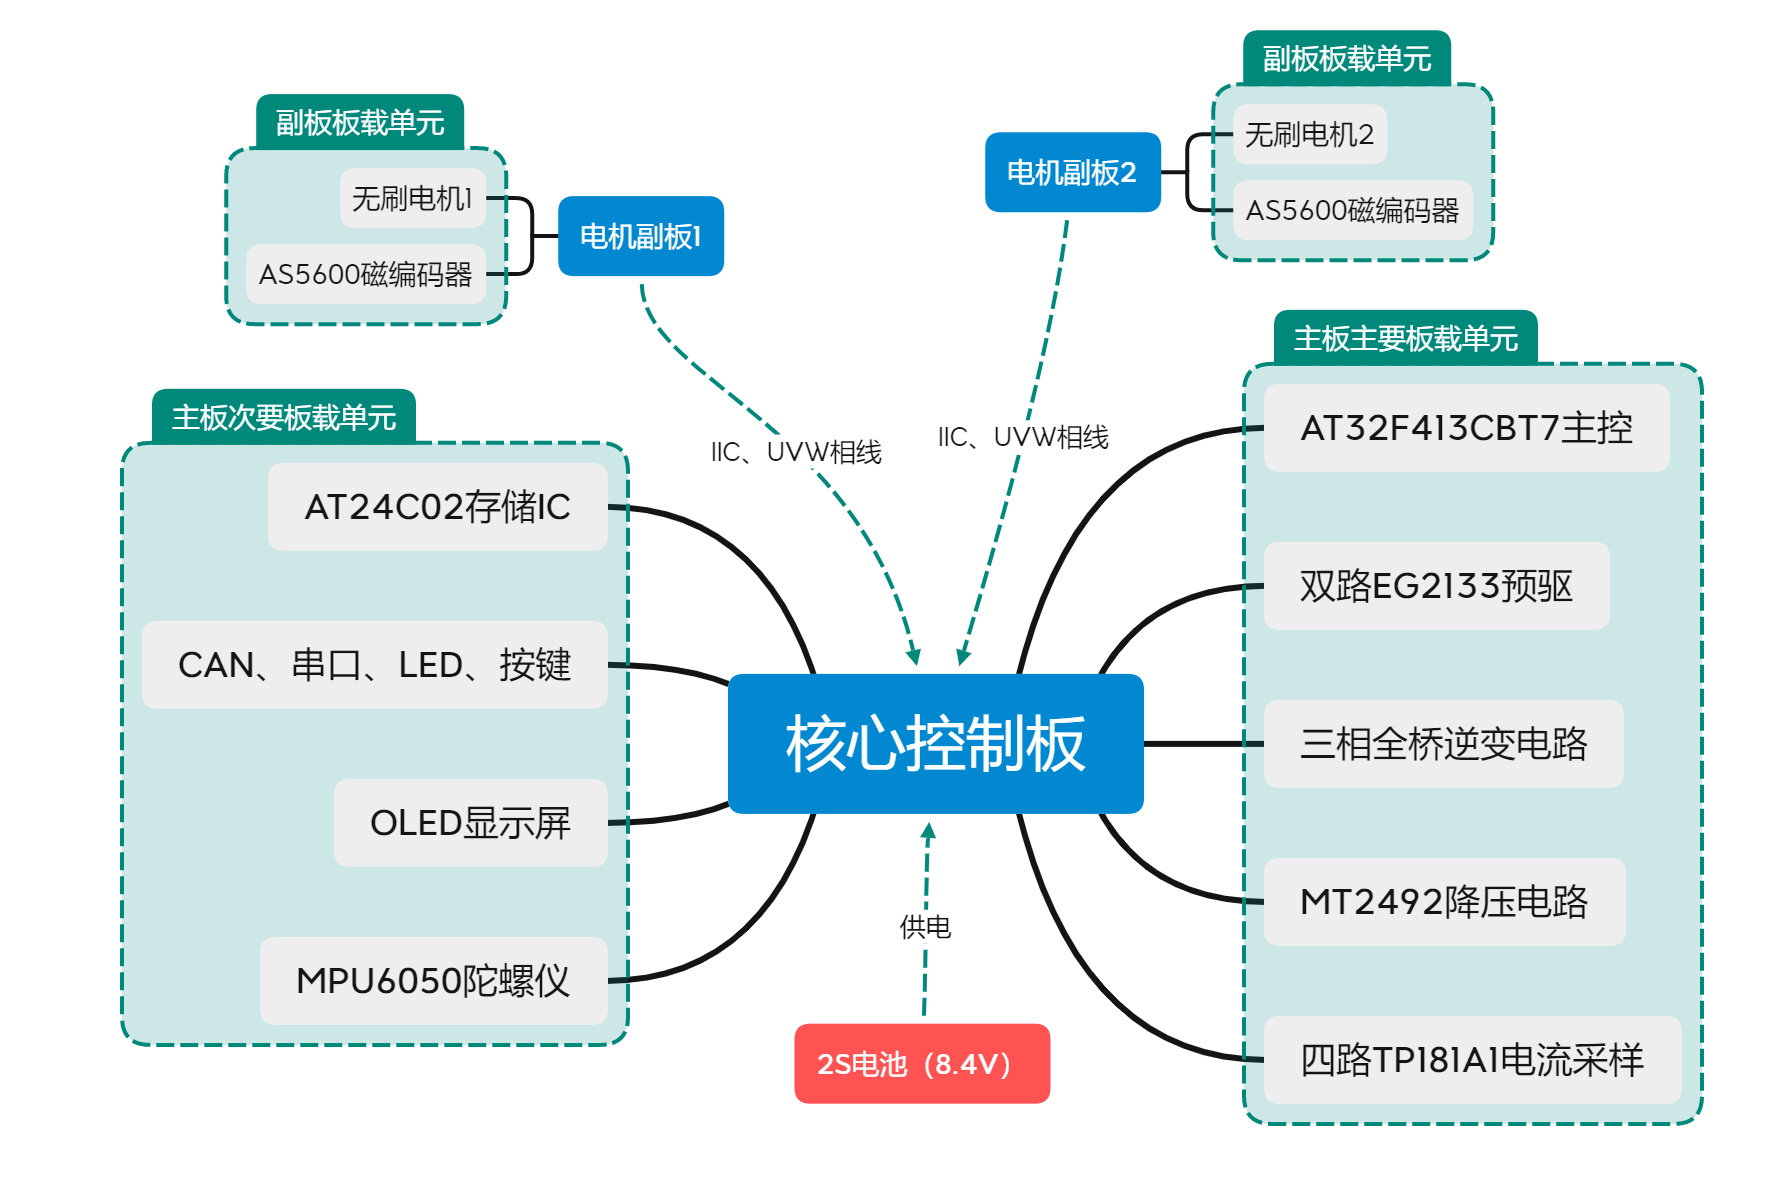 副板板载单元
无刷电机1
AS5600磁编码器
电机副板1
副板板载单元
无刷电机2
AS5600磁编码器
电机副板2
IIC、UVW相线
IIC、UVW相线
主板次要板载单元
AT24C02存储IC
CAN、串口、LED、按键
OLED显示屏
MPU6050陀螺仪
核心控制板
供电
2S电池（8.4V）
主板主要板载单元
AT32F413CBT7主控
双路EG2133预驱
三相全桥逆变电路
MT2492降压电路
四路TP181A1电流采样